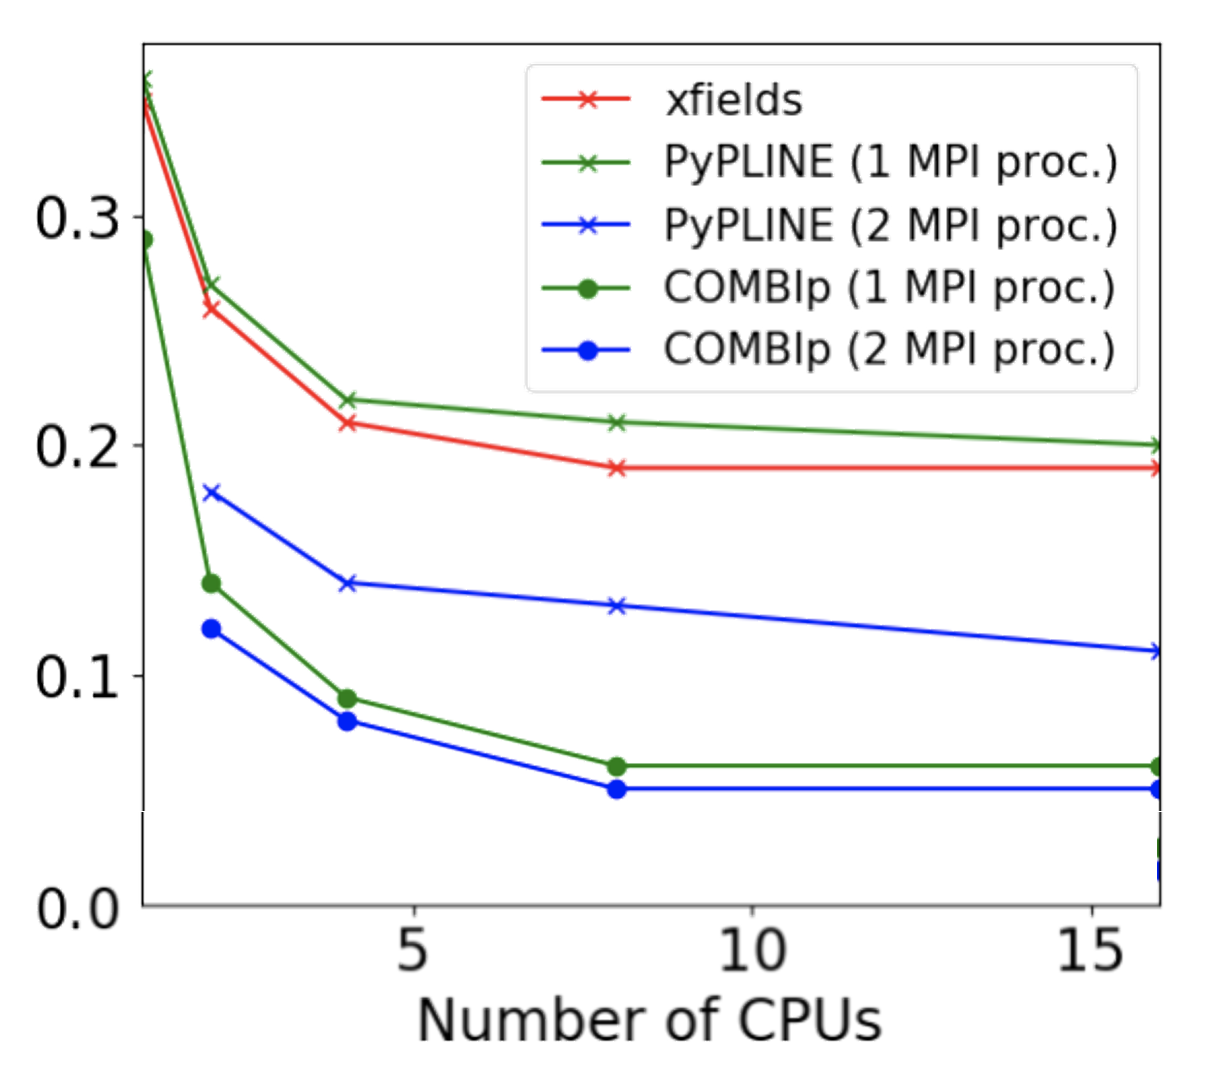 xfields
PyPLINE (1 MPI proc.)
PyPLINE (2 MPI proc.)
COMBIp (1 MPI proc.)
COMBIp (2 MPI proc.)
0.3
0.2
0.1
0.0
5 10 15
Number of CPUs